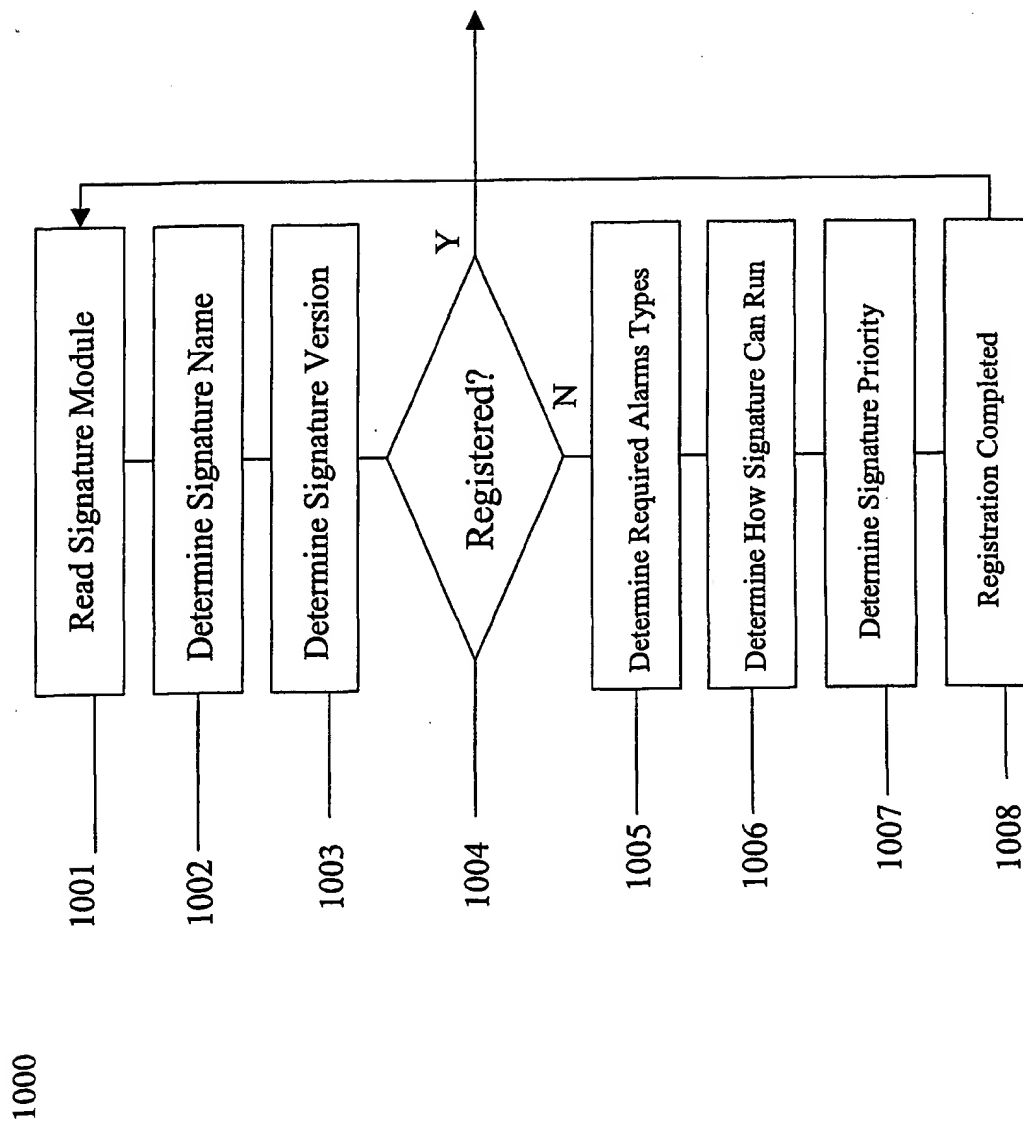 1000
1001
Read Signature Module
1002
Determine Signature Name
1003
Determine Signature Version
1004
Registered?
Y
N
1005
Determine Required Alarms Types
1006
Determine How Signature Can Run
1007
Determine Signature Priority
1008
Registration Completed